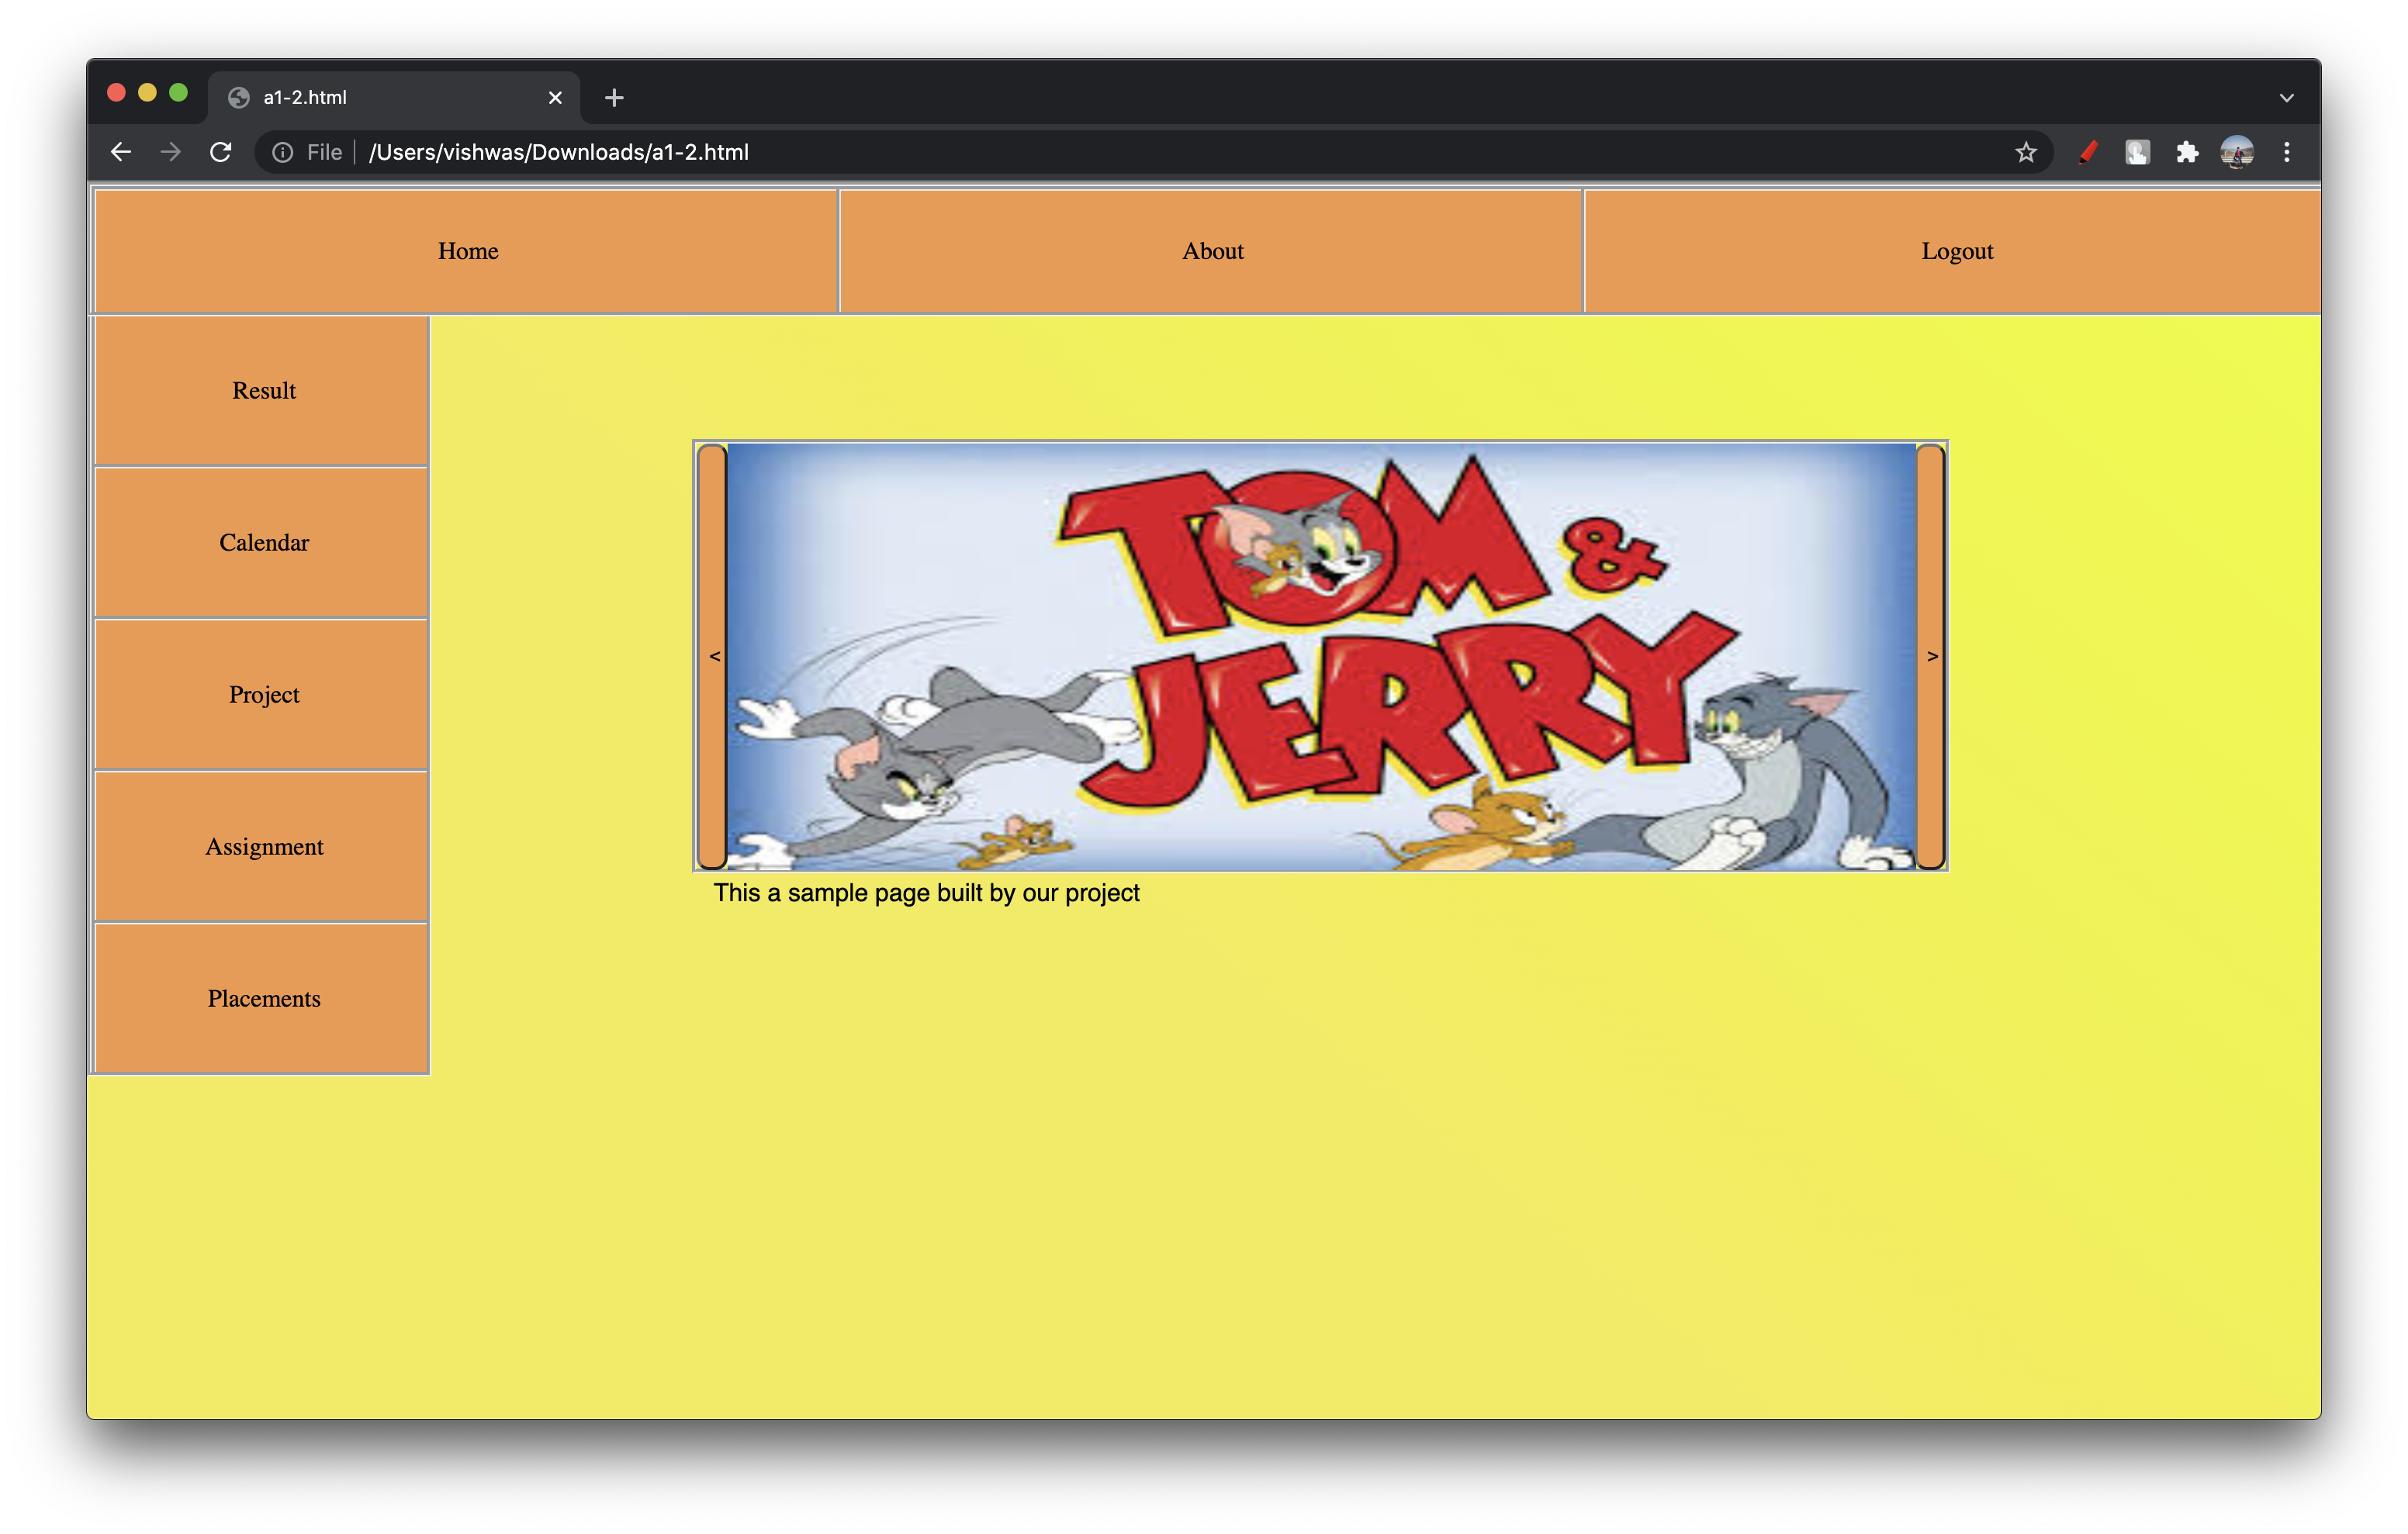 a1-2.html
File /Users/vishwas/Downloads/a1-2.html
Home About Logout
Result
Calendar
TOM &
JERRY
< >
Project
Assignment
This a sample page built by our project
Placements